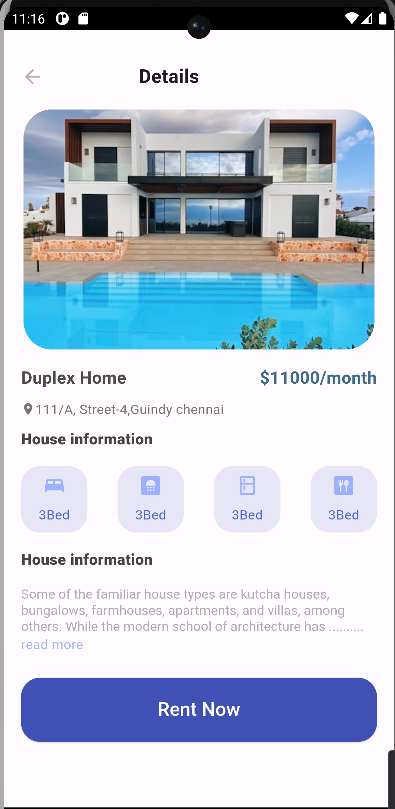 11:16
Details
Duplex Home
$11000/month
111/A, Street-4,Guindy chennai
House information
3Bed
3Bed
3Bed
3Bed
House information
Some of the familiar house types are kutcha houses,
bungalows, farmhouses, apartments, and villas, among
others. While the modern school of architecture has ..........
read more
Rent Now